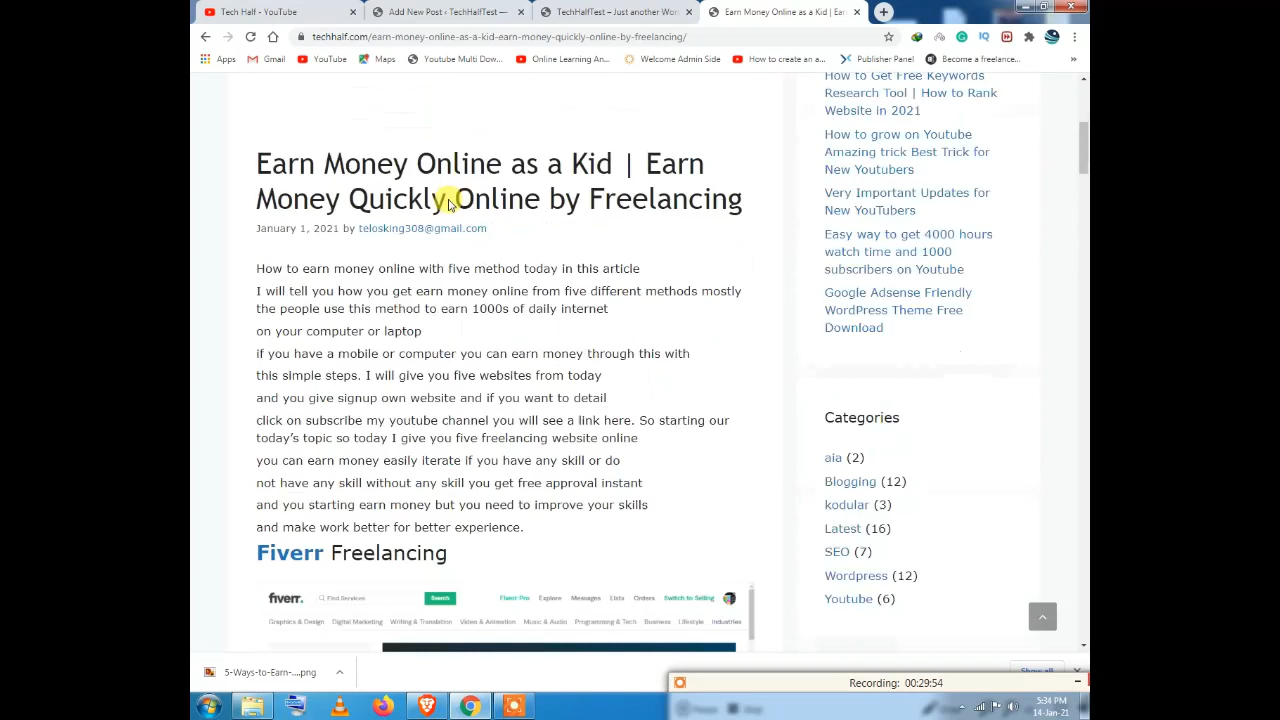 Tech Half - YouTube
Add New Post ‹ TechHalfTest —
TechHalfTest – Just another Wor
Earn Money Online as a Kid | Earn
techhalf.com/earn-money-online-as-a-kid-earn-money-quickly-online-by-freelancing/
Apps
Gmail
YouTube
Maps
Youtube Multi Dow...
Online Learning An...
Welcome Admin Side
How to create an a...
Publisher Panel
Become a freelance...
»
Earn Money Online as a Kid | Earn
Money Quickly Online by Freelancing
January 1, 2021 by telosking308@gmail.com
How to earn money online with five method today in this article
I will tell you how you get earn money online from five different methods mostly
the people use this method to earn 1000s of daily internet
on your computer or laptop
if you have a mobile or computer you can earn money through this with
this simple steps. I will give you five websites from today
and you give signup own website and if you want to detail
click on subscribe my youtube channel you will see a link here. So starting our
today’s topic so today I give you five freelancing website online
you can earn money easily iterate if you have any skill or do
not have any skill without any skill you get free approval instant
and you starting earn money but you need to improve your skills
and make work better for better experience.
Fiverr Freelancing
fiverr.
Find Services
Search
Fiverr Pro
Explore
Messages
Lists
Orders
Switch to Selling
Graphics & Design
Digital Marketing
Writing & Translation
Video & Animation
Music & Audio
Programming & Tech
Business
Lifestyle
Industries
How to Get Free Keywords
Research Tool | How to Rank
Website in 2021
How to grow on Youtube
Amazing trick Best Trick for
New Youtubers
Very Important Updates for
New YouTubers
Easy way to get 4000 hours
watch time and 1000
subscribers on Youtube
Google Adsense Friendly
WordPress Theme Free
Download
Categories
aia (2)
Blogging (12)
kodular (3)
Latest (16)
SEO (7)
Wordpress (12)
Youtube (6)
5-Ways-to-Earn-....png
Show all
Recording: 00:29:54
Pause
Stop
5:34 PM
14-Jan-21